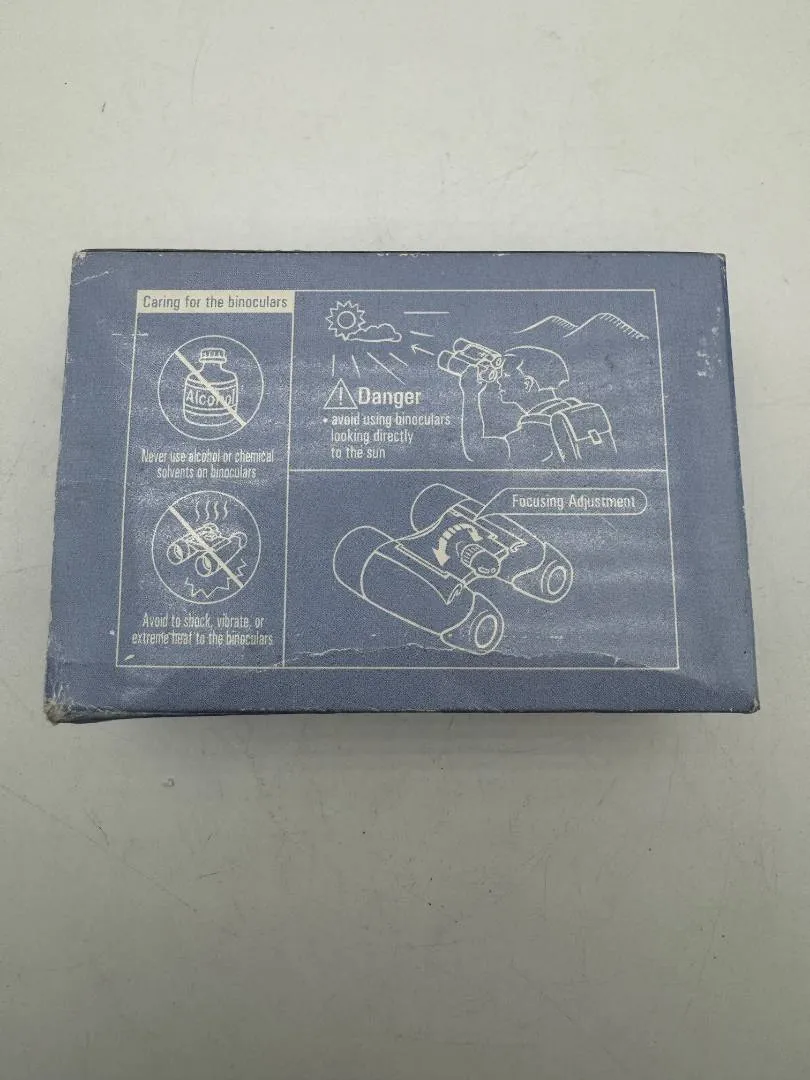 Caring for the binoculars
Alcohol
Never use alcohol or chemical
solvents on binoculars
Avoid to shock, vibrate, or
extreme heat to the binoculars
Danger
• avoid using binoculars
looking directly
to the sun
Focusing Adjustment